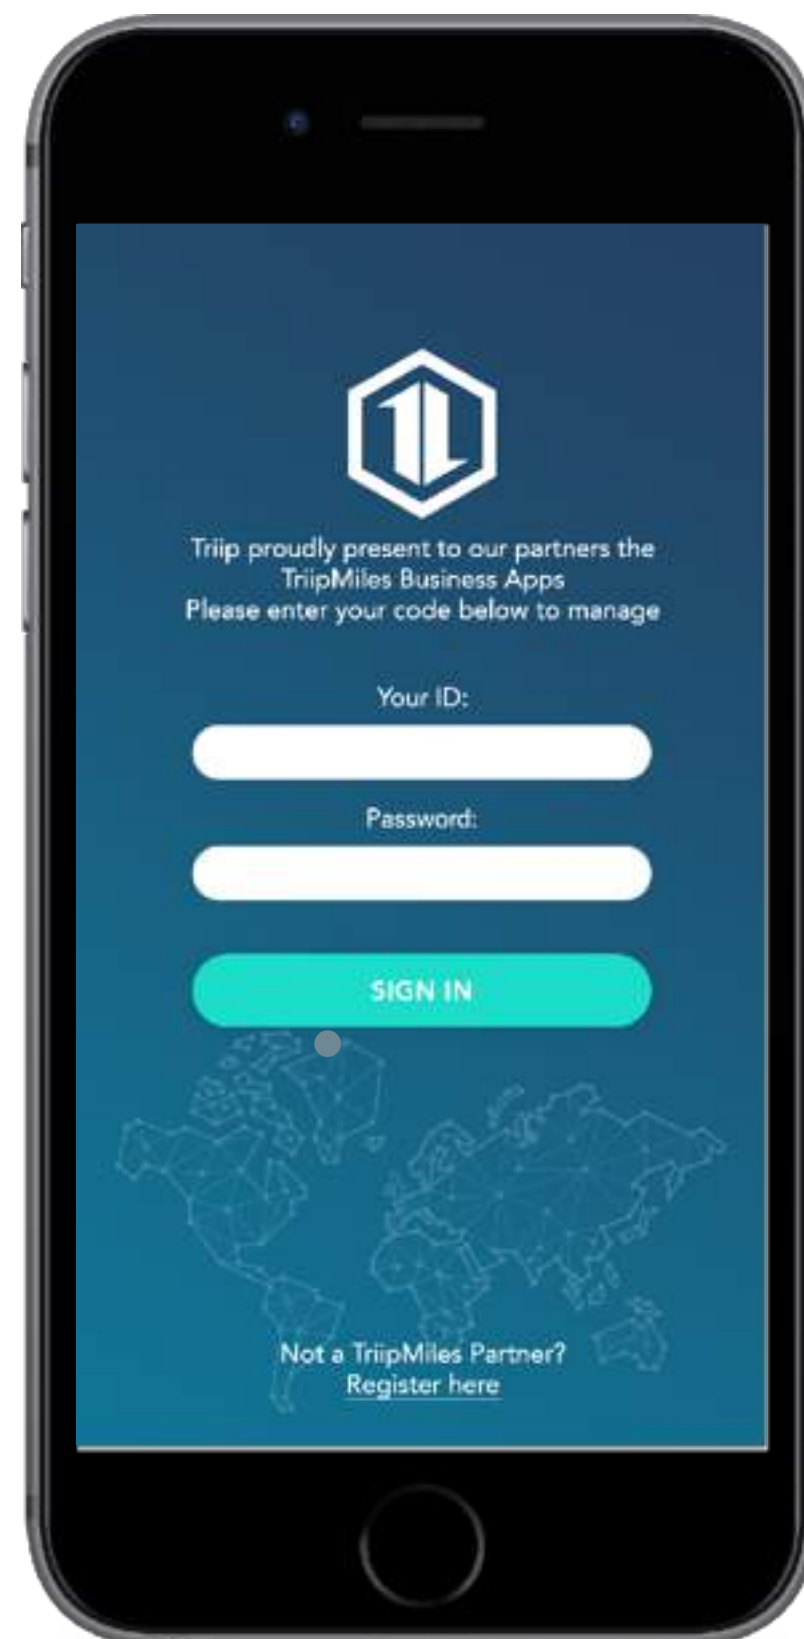 Triip proudly present to our partners the
TriipMiles Business Apps
Please enter your code below to manage
Your ID:
Password:
SIGN IN
Not a TriipMiles Partner?
Register here